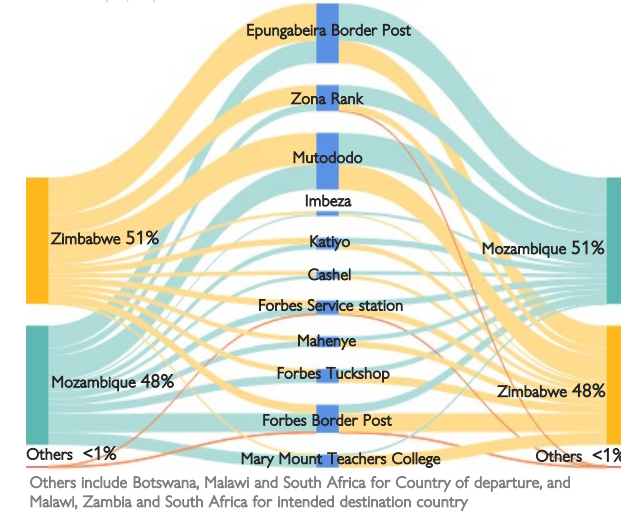 Epungabeira Border Post
Zona Rank
Mutododo
Imbeza
Zimbabwe 51%
Katiyo
Mozambique 51%
Cashel
Forbes Service station
Mahenye
Forbes Tuckshop
Mozambique 48%
Zimbabwe 48%
Forbes Border Post
Others <1%
Mary Mount Teachers College
Others <1%
Others include Botswana, Malawi and South Africa for Country of departure, and
Malawi, Zambia and South Africa for intended destination country